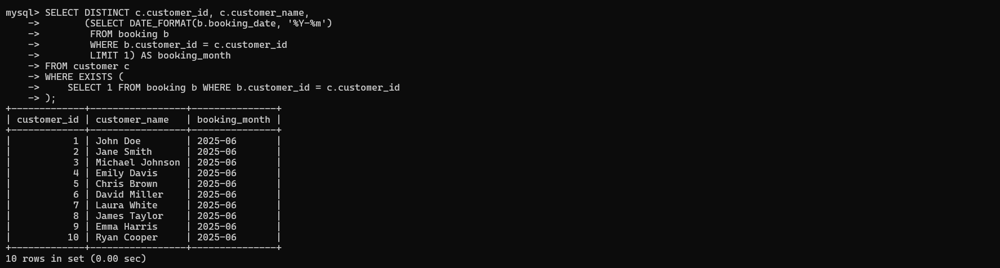 mysql> SELECT DISTINCT c.customer_id, c.customer_name,
    ->        (SELECT DATE_FORMAT(b.booking_date, '%Y-%m')
    ->         FROM booking b
    ->         WHERE b.customer_id = c.customer_id
    ->         LIMIT 1) AS booking_month
    -> FROM customer c
    -> WHERE EXISTS (
    ->     SELECT 1 FROM booking b WHERE b.customer_id = c.customer_id
    -> );
+-------------+-----------------+---------------+
| customer_id | customer_name   | booking_month |
+-------------+-----------------+---------------+
|           1 | John Doe        | 2025-06       |
|           2 | Jane Smith      | 2025-06       |
|           3 | Michael Johnson | 2025-06       |
|           4 | Emily Davis     | 2025-06       |
|           5 | Chris Brown     | 2025-06       |
|           6 | David Miller    | 2025-06       |
|           7 | Laura White     | 2025-06       |
|           8 | James Taylor    | 2025-06       |
|           9 | Emma Harris     | 2025-06       |
|          10 | Ryan Cooper     | 2025-06       |
+-------------+-----------------+---------------+
10 rows in set (0.00 sec)